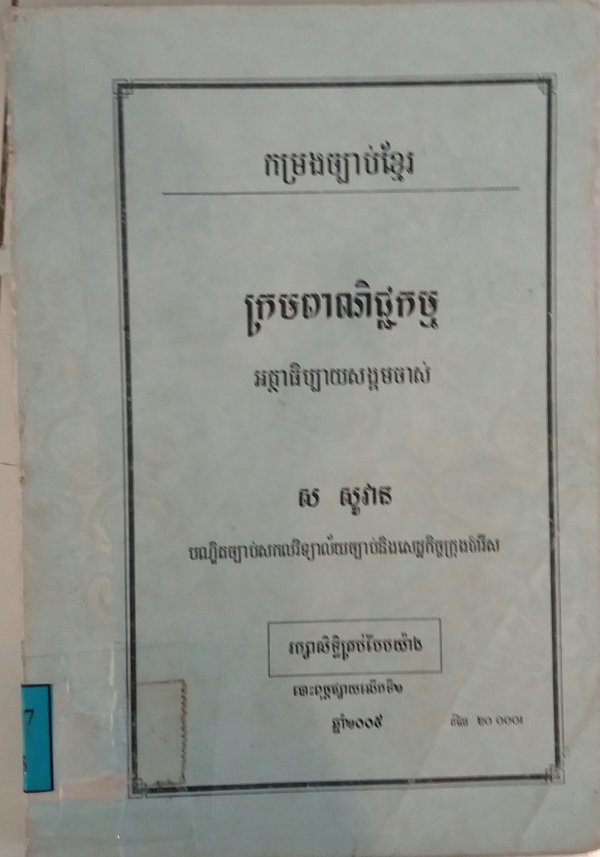 កម្រងច្បាប់ខ្មែរ
ក្រមពាណិជ្ជកម្ម
អត្ថាធិប្បាយសង្គមចាស់
ស ស្ញវាន
បណ្ឌិតច្បាប់សកលវិទ្យាល័យច្បាប់និងសេដ្ឋកិច្ចក្រុងប៉ារីស
រក្សាសិទ្ធិគ្រប់បែបយ៉ាង
បោះពុម្ពផ្សាយលើកទី២
ឆ្នាំ២០០៥
តំលៃ ២០ ០០០៛
7